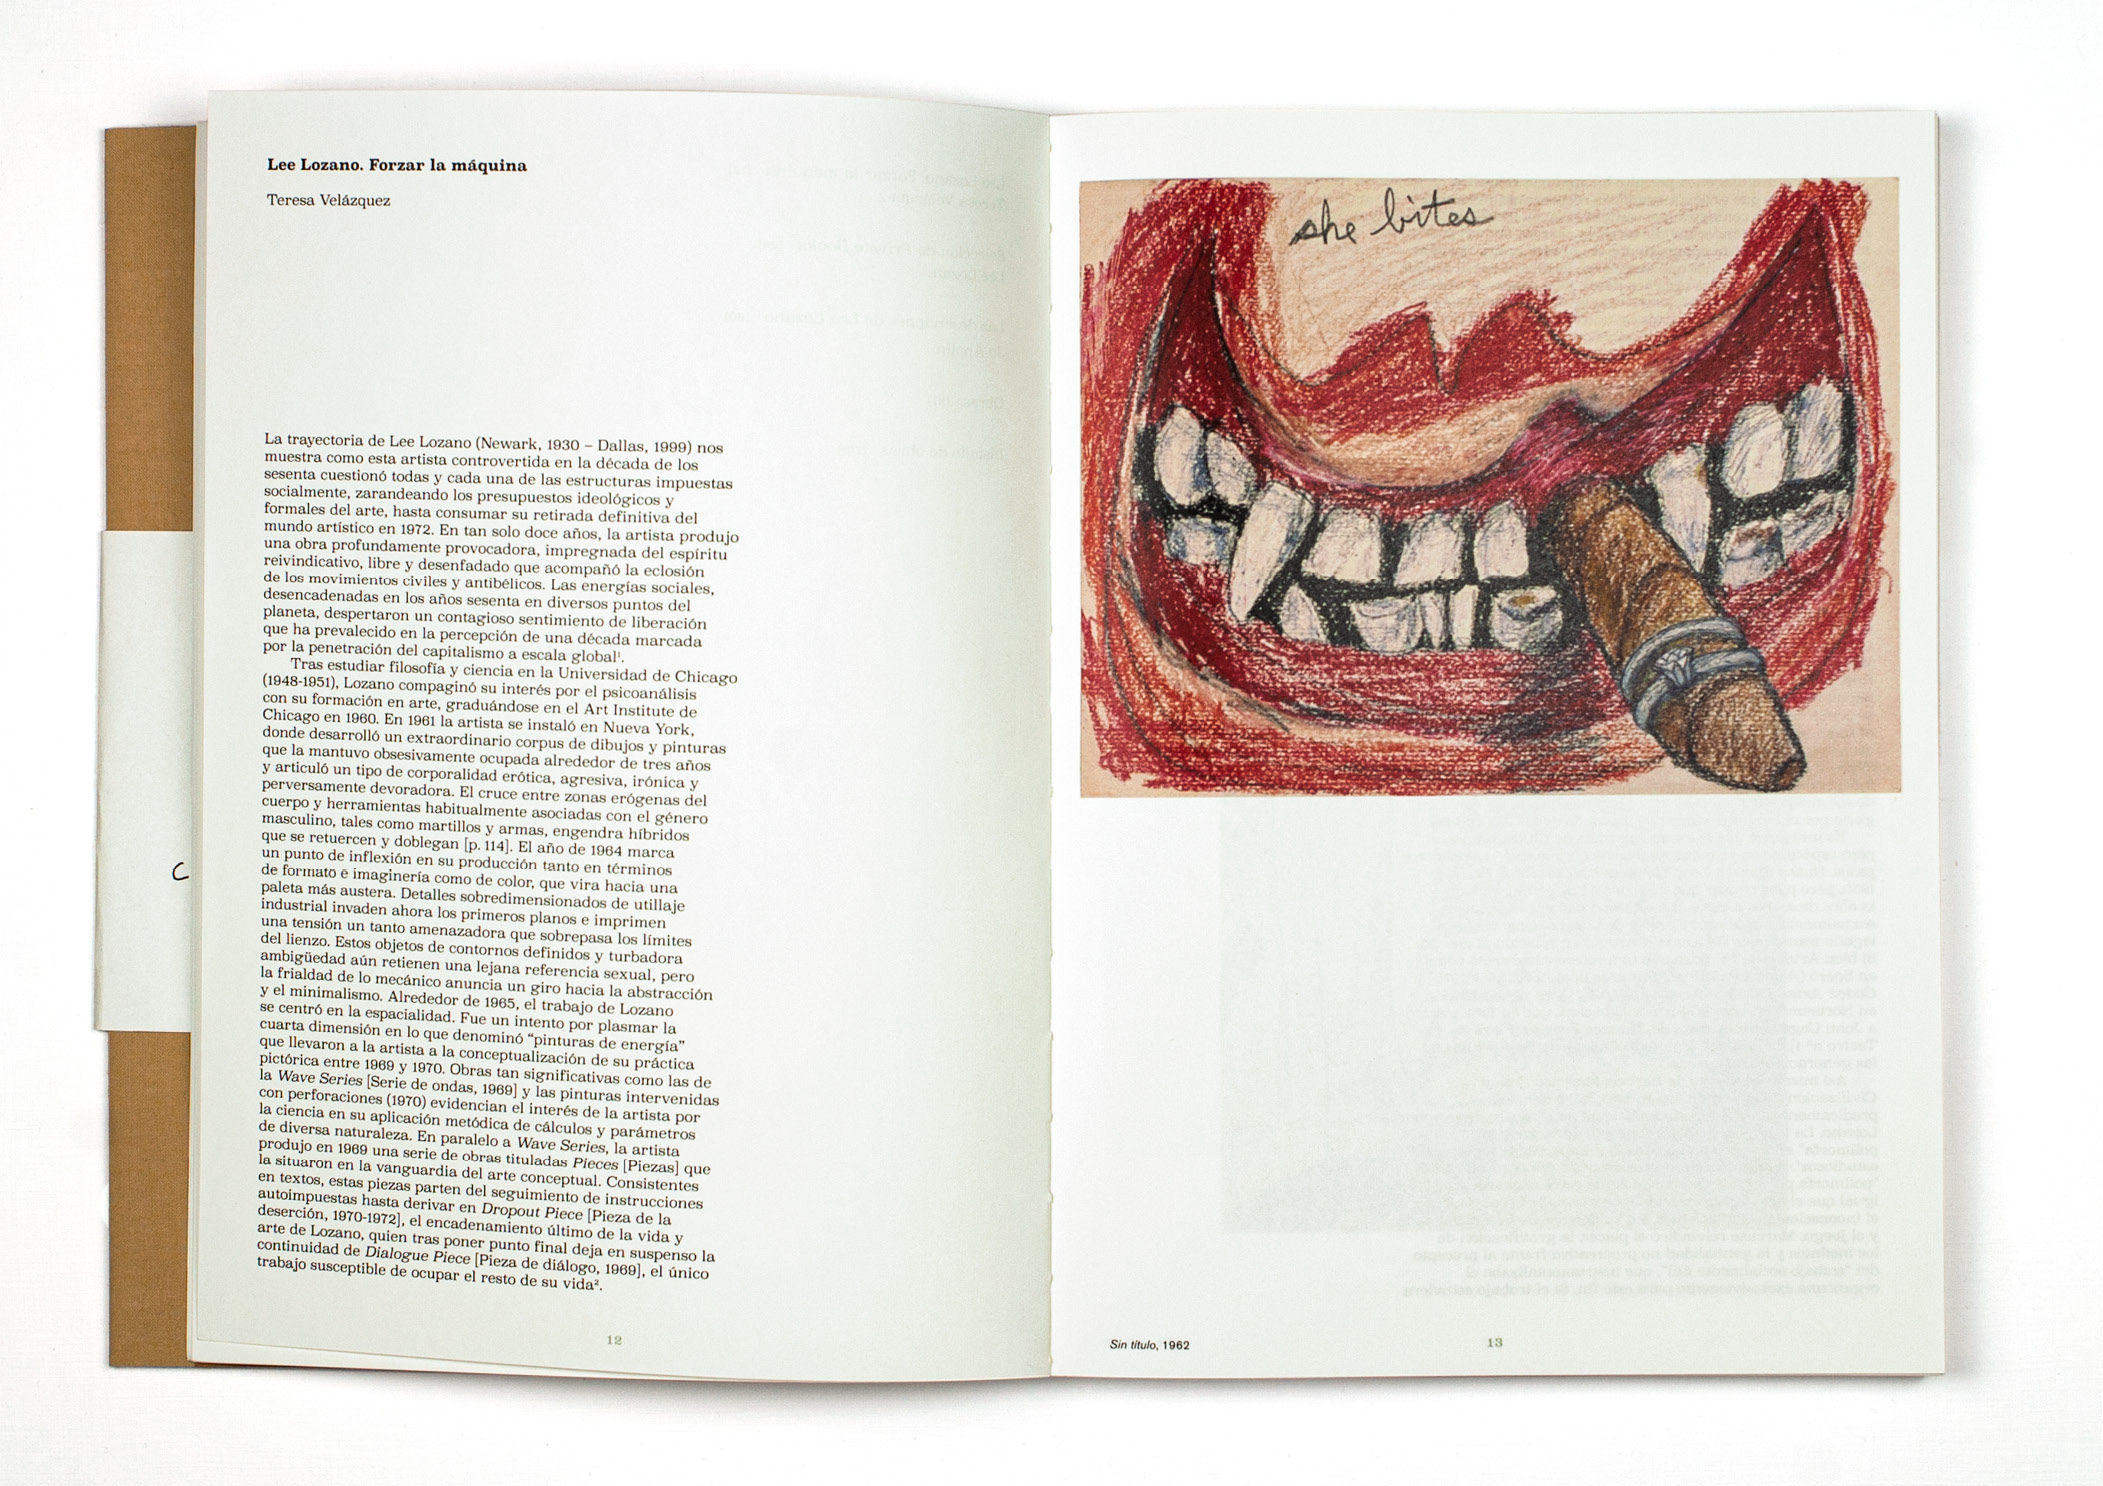 Lee Lozano. Forzar la máquina
Teresa Velázquez
La trayectoria de Lee Lozano (Newark, 1930 – Dallas, 1999) nos
muestra como esta artista controvertida en la década de los
sesenta cuestionó todas y cada una de las estructuras impuestas
socialmente, zarandeando los presupuestos ideológicos y
formales del arte, hasta consumar su retirada definitiva del
mundo artístico en 1972. En tan solo doce años, la artista produjo
una obra profundamente provocadora, impregnada del espíritu
reivindicativo, libre y desenfadado que acompañó la eclosión
de los movimientos civiles y antibélicos. Las energías sociales,
desencadenadas en los años sesenta en diversos puntos del
planeta, despertaron un contagioso sentimiento de liberación
que ha prevalecido en la percepción de una década marcada
por la penetración del capitalismo a escala global¹.
Tras estudiar filosofía y ciencia en la Universidad de Chicago
(1948-1951), Lozano compaginó su interés por el psicoanálisis
con su formación en arte, graduándose en el Art Institute de
Chicago en 1960. En 1961 la artista se instaló en Nueva York,
donde desarrolló un extraordinario corpus de dibujos y pinturas
que la mantuvo obsesivamente ocupada alrededor de tres años
y articuló un tipo de corporalidad erótica, agresiva, irónica y
perversamente devoradora. El cruce entre zonas erógenas del
cuerpo y herramientas habitualmente asociadas con el género
masculino, tales como martillos y armas, engendra híbridos
que se retuercen y doblegan [p. 114]. El año de 1964 marca
un punto de inflexión en su producción tanto en términos
de formato e imaginería como de color, que vira hacia una
paleta más austera. Detalles sobredimensionados de utillaje
industrial invaden ahora los primeros planos e imprimen
una tensión un tanto amenazadora que sobrepasa los límites
del lienzo. Estos objetos de contornos definidos y turbadora
ambigüedad aún retienen una lejana referencia sexual, pero
la frialdad de lo mecánico anuncia un giro hacia la abstracción
y el minimalismo. Alrededor de 1965, el trabajo de Lozano
se centró en la espacialidad. Fue un intento por plasmar la
cuarta dimensión en lo que denominó “pinturas de energía”
que llevaron a la artista a la conceptualización de su práctica
pictórica entre 1969 y 1970. Obras tan significativas como las de
la Wave Series [Serie de ondas, 1969] y las pinturas intervenidas
con perforaciones (1970) evidencian el interés de la artista por
la ciencia en su aplicación metódica de cálculos y parámetros
de diversa naturaleza. En paralelo a Wave Series, la artista
produjo en 1969 una serie de obras tituladas Pieces [Piezas] que
la situaron en la vanguardia del arte conceptual. Consistentes
en textos, estas piezas parten del seguimiento de instrucciones
autoimpuestas hasta derivar en Dropout Piece [Pieza de la
deserción, 1970-1972], el encadenamiento último de la vida y
arte de Lozano, quien tras poner punto final deja en suspenso la
continuidad de Dialogue Piece [Pieza de diálogo, 1969], el único
trabajo susceptible de ocupar el resto de su vida².
12
C
she bites
Sin título, 1962
13